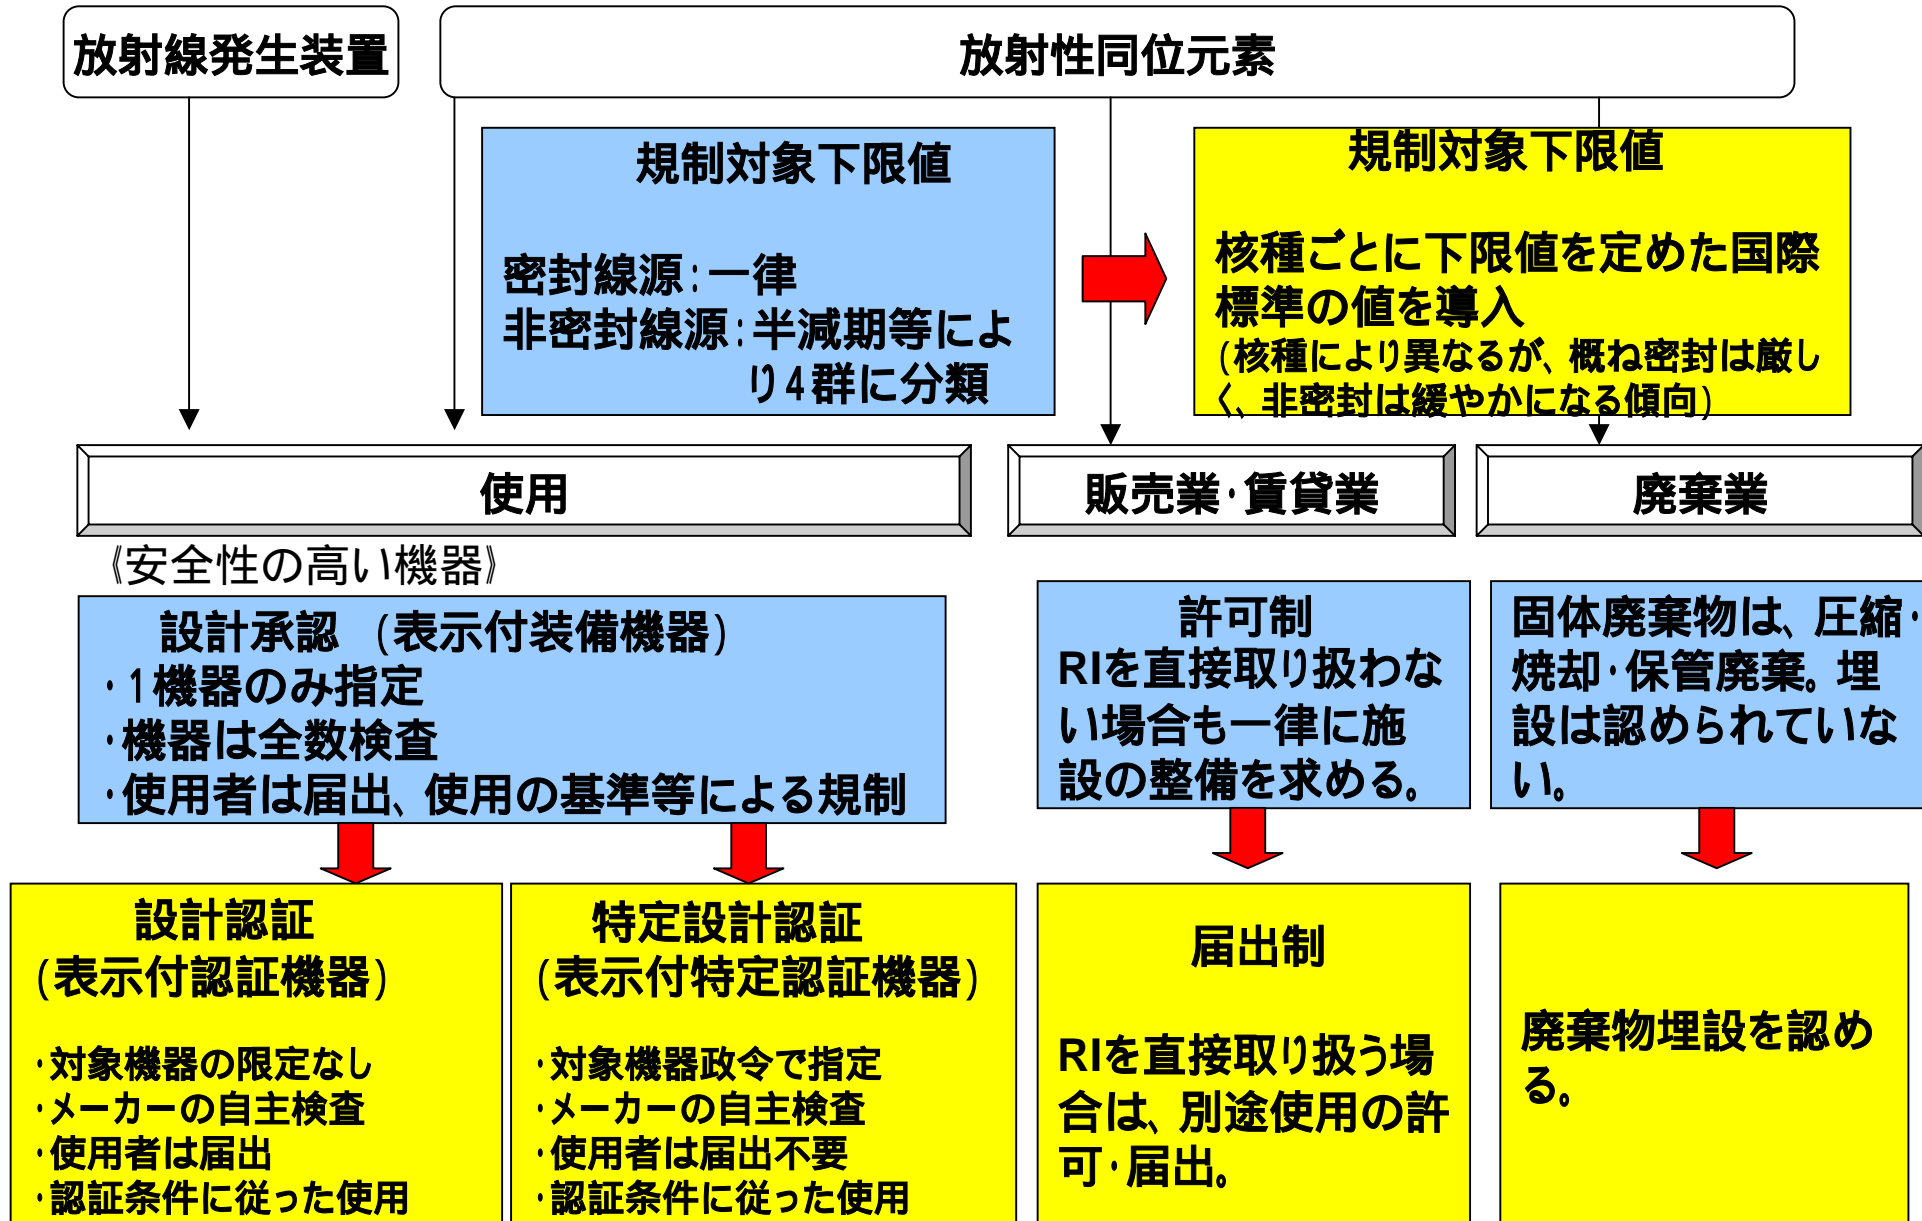 放射線発生装置
放射性同位元素
規制対象下限値
密封線源:一律
非密封線源:半減期等によ
り4群に分類
規制対象下限値
核種ごとに下限値を定めた国際
標準の値を導入
(核種により異なるが、概ね密封は厳し
く、非密封は緩やかになる傾向)
使用
販売業・賃貸業
廃棄業
《安全性の高い機器》
設計承認 (表示付装備機器)
・1機器のみ指定
・機器は全数検査
・使用者は届出、使用の基準等による規制
許可制
RIを直接取り扱わな
い場合も一律に施
設の整備を求める。
固体廃棄物は、圧縮・
焼却・保管廃棄。埋
設は認められていな
い。
設計認証
(表示付認証機器)
・対象機器の限定なし
・メーカーの自主検査
・使用者は届出
・認証条件に従った使用
特定設計認証
(表示付特定認証機器)
・対象機器政令で指定
・メーカーの自主検査
・使用者は届出不要
・認証条件に従った使用
届出制
RIを直接取り扱う場
合は、別途使用の許
可・届出。
廃棄物埋設を認め
る。